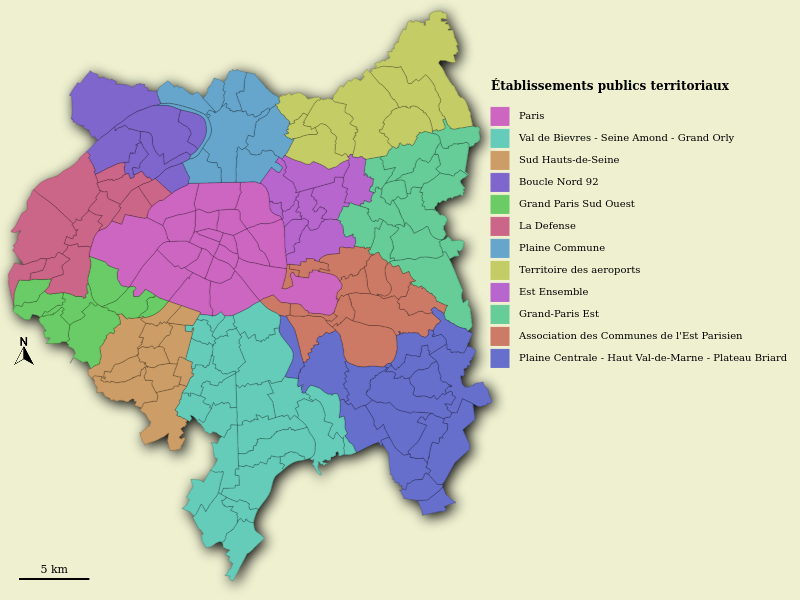 Établissements publics territoriaux
Paris
Val de Bievres - Seine Amond - Grand Orly
Sud Hauts-de-Seine
Boucle Nord 92
Grand Paris Sud Ouest
La Defense
Plaine Commune
Territoire des aeroports
Est Ensemble
Grand-Paris Est
Association des Communes de l'Est Parisien
Plaine Centrale - Haut Val-de-Marne - Plateau Briard
N
5 km